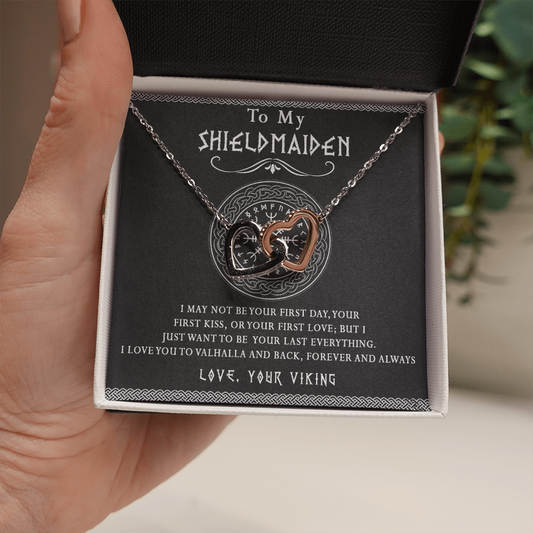 To My
SHIELDMAIDEN
I MAY NOT BE YOUR FIRST DAY, YOUR
FIRST KISS, OR YOUR FIRST LOVE; BUT I
JUST WANT TO BE YOUR LAST EVERYTHING.
I LOVE YOU TO VALHALLA AND BACK, FOREVER AND ALWAYS
LOVE, YOUR VIKING